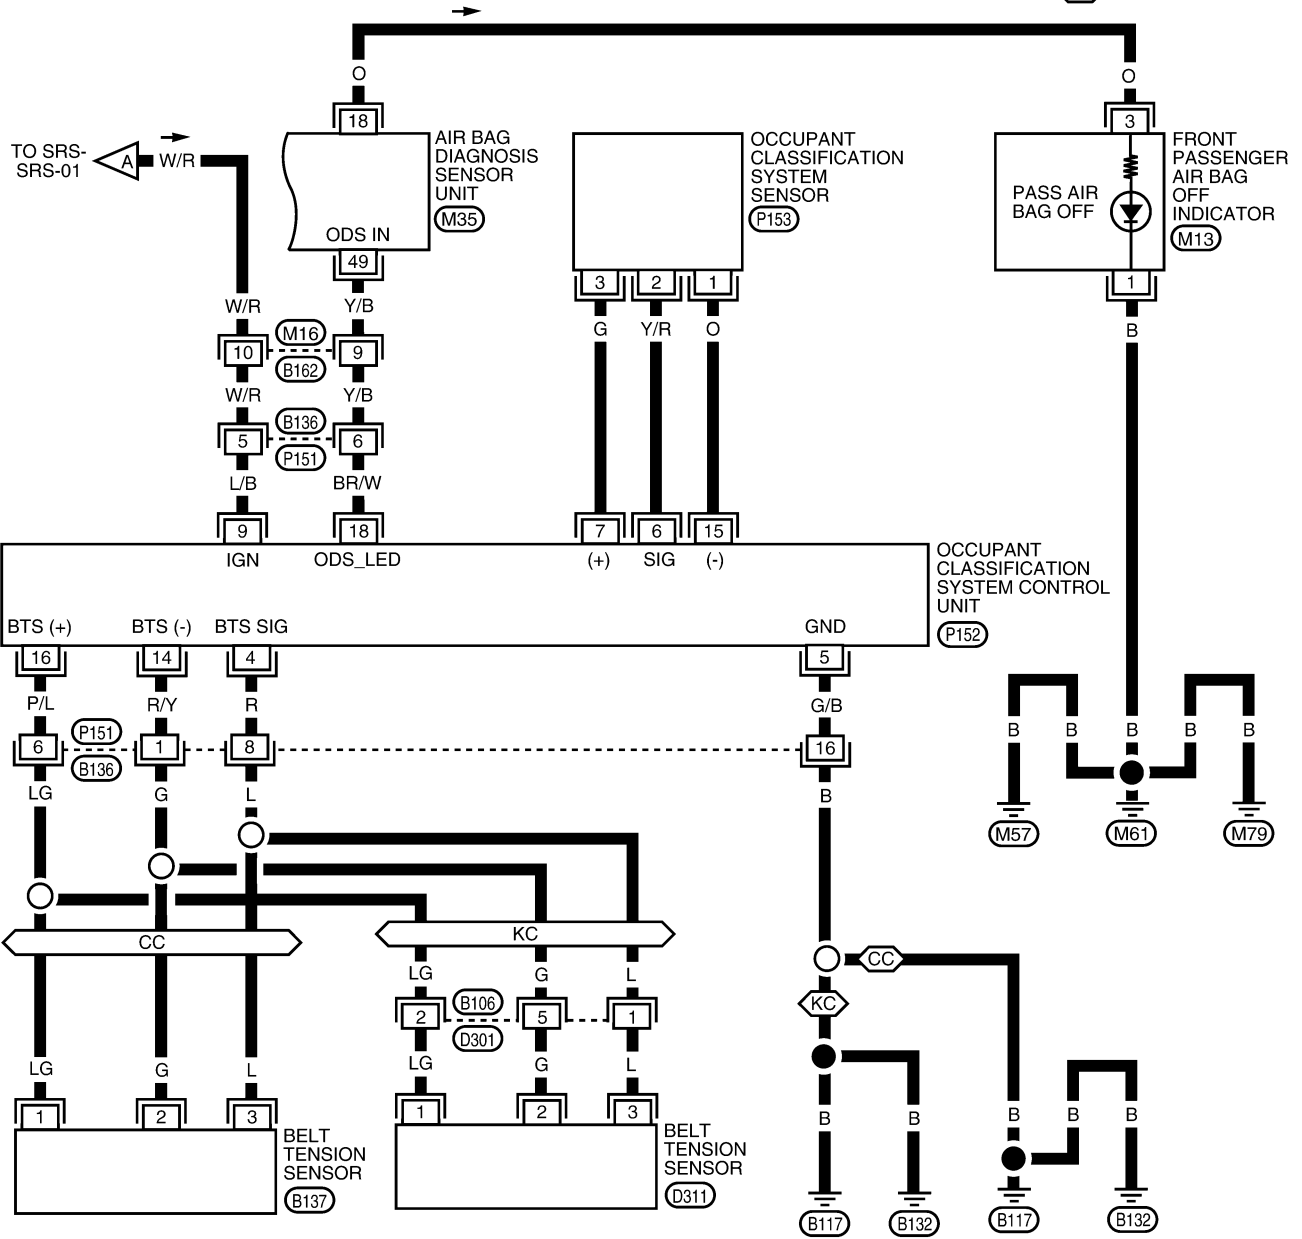 O
O
18
3
TO SRS-
SRS-01
A
W/R
AIR BAG
DIAGNOSIS
SENSOR
UNIT
M35
ODS IN
49
OCCUPANT
CLASSIFICATION
SYSTEM
SENSOR
P153
PASS AIR
BAG OFF
FRONT
PASSENGER
AIR BAG
OFF
INDICATOR
M13
3
2
1
1
W/R
Y/B
G
Y/R
O
B
10
M16
B162
9
W/R
Y/B
5
B136
P151
6
L/B
BR/W
9
18
7
6
15
IGN
ODS_LED
(+)
SIG
(-)
OCCUPANT
CLASSIFICATION
SYSTEM CONTROL
UNIT
P152
BTS (+)
BTS (-)
BTS SIG
GND
16
14
4
5
P/L
R/Y
R
G/B
6
P151
B136
1
8
16
LG
G
L
B
B
B
B
B
B
M57
M61
M79
CC
KC
CC
KC
LG
G
L
2
B106
D301
5
1
LG
G
L
LG
G
L
1
2
3
1
2
3
BELT
TENSION
SENSOR
B137
BELT
TENSION
SENSOR
D311
B
B
B
B
B
B117
B132
B117
B132